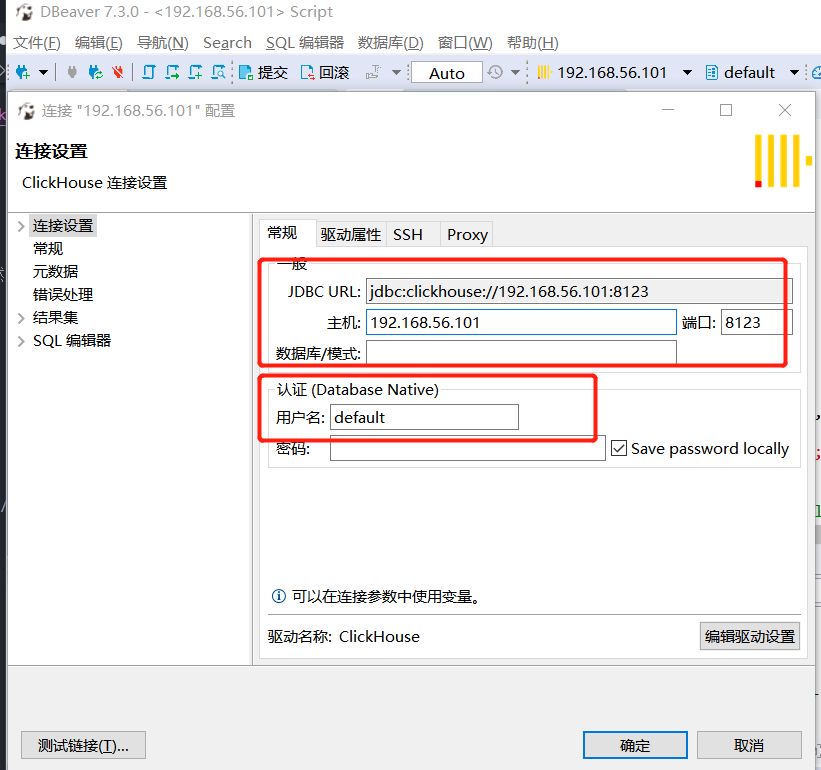 DBeaver 7.3.0 - <192.168.56.101> Script
文件(F) 编辑(E) 导航(N) Search SQL 编辑器 数据库(D) 窗口(W) 帮助(H)
提交 回滚 Auto 192.168.56.101 default
连接 "192.168.56.101" 配置
连接设置
ClickHouse 连接设置
连接设置
常规
元数据
错误处理
结果集
SQL 编辑器
常规 驱动属性 SSH Proxy
一般
JDBC URL: jdbc:clickhouse://192.168.56.101:8123
主机: 192.168.56.101 端口: 8123
数据库/模式:
认证 (Database Native)
用户名: default
密码: Save password locally
可以在连接参数中使用变量。
驱动名称: ClickHouse 编辑驱动设置
测试链接(T)... 确定 取消